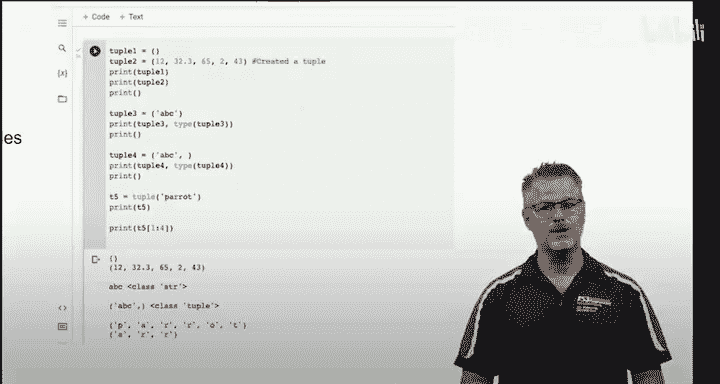 + Code + Text
es
{x}
tuple1 = ()
tuple2 = (12, 32.3, 65, 2, 43) #Created a tuple
print(tuple1)
print(tuple2)
print()
tuple3 = ('abc')
print(tuple3, type(tuple3))
print()
tuple4 = ('abc', )
print(tuple4, type(tuple4))
print()
t5 = tuple('parrot')
print(t5)
print(t5[1:4])
()
(12, 32.3, 65, 2, 43)
abc <class 'str'>
('abc',) <class 'tuple'>
('p', 'a', 'r', 'r', 'o', 't')
('a', 'r', 'r')